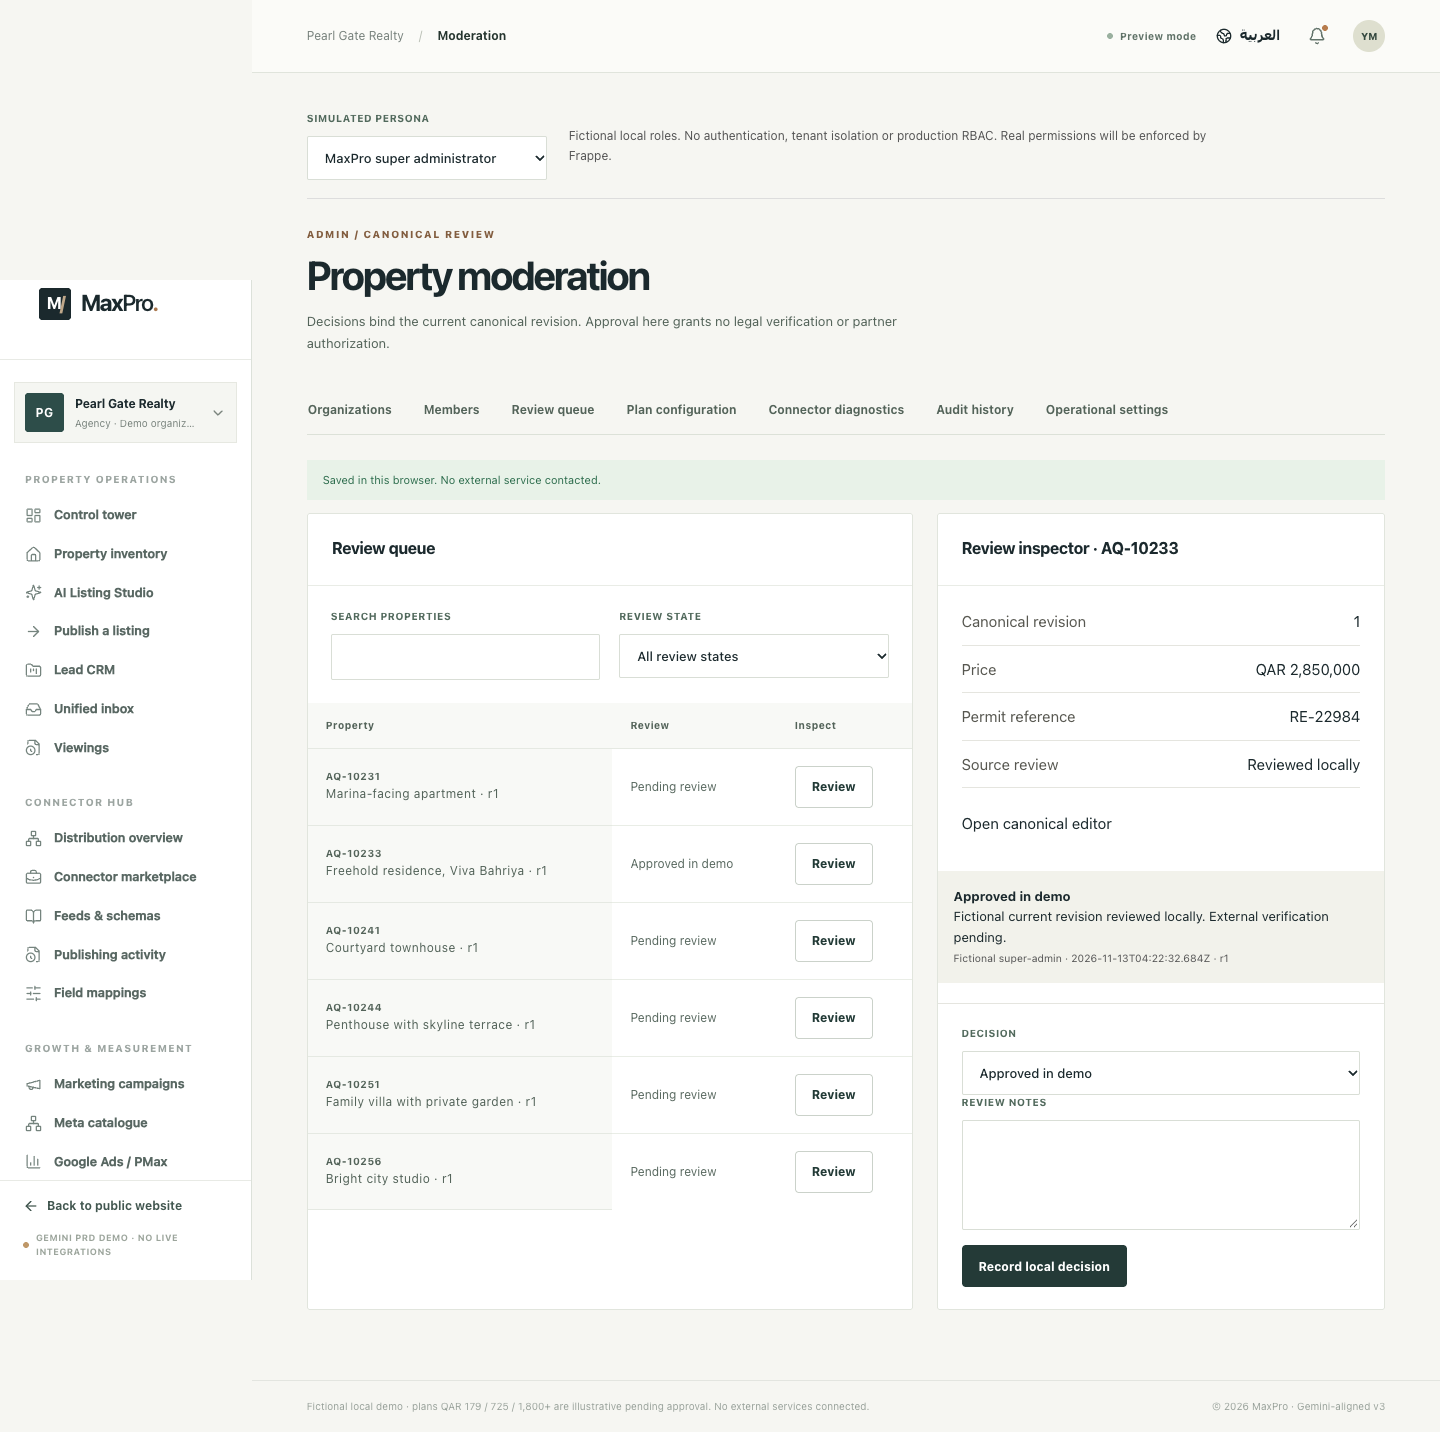 Pearl Gate Realty / Moderation
Preview mode
العربية
YM
SIMULATED PERSONA
MaxPro super administrator
Fictional local roles. No authentication, tenant isolation or production RBAC. Real permissions will be enforced by
Frappe.
ADMIN / CANONICAL REVIEW
Property moderation
Decisions bind the current canonical revision. Approval here grants no legal verification or partner
authorization.
Organizations
Members
Review queue
Plan configuration
Connector diagnostics
Audit history
Operational settings
Saved in this browser. No external service contacted.
M/ MaxPro.
PG
Pearl Gate Realty
Agency · Demo organiz...
PROPERTY OPERATIONS
Control tower
Property inventory
AI Listing Studio
Publish a listing
Lead CRM
Unified inbox
Viewings
CONNECTOR HUB
Distribution overview
Connector marketplace
Feeds & schemas
Publishing activity
Field mappings
GROWTH & MEASUREMENT
Marketing campaigns
Meta catalogue
Google Ads / PMax
Back to public website
GEMINI PRD DEMO · NO LIVE
INTEGRATIONS
Review queue
SEARCH PROPERTIES
REVIEW STATE
All review states
Property
Review
Inspect
AQ-10231
Marina-facing apartment · r1
Pending review
Review
AQ-10233
Freehold residence, Viva Bahriya · r1
Approved in demo
Review
AQ-10241
Courtyard townhouse · r1
Pending review
Review
AQ-10244
Penthouse with skyline terrace · r1
Pending review
Review
AQ-10251
Family villa with private garden · r1
Pending review
Review
AQ-10256
Bright city studio · r1
Pending review
Review
Review inspector · AQ-10233
Canonical revision 1
Price QAR 2,850,000
Permit reference RE-22984
Source review Reviewed locally
Open canonical editor
Approved in demo
Fictional current revision reviewed locally. External verification
pending.
Fictional super-admin · 2026-11-13T04:22:32.684Z · r1
DECISION
Approved in demo
REVIEW NOTES
Record local decision
Fictional local demo · plans QAR 179 / 725 / 1,800+ are illustrative pending approval. No external services connected.
© 2026 MaxPro · Gemini-aligned v3